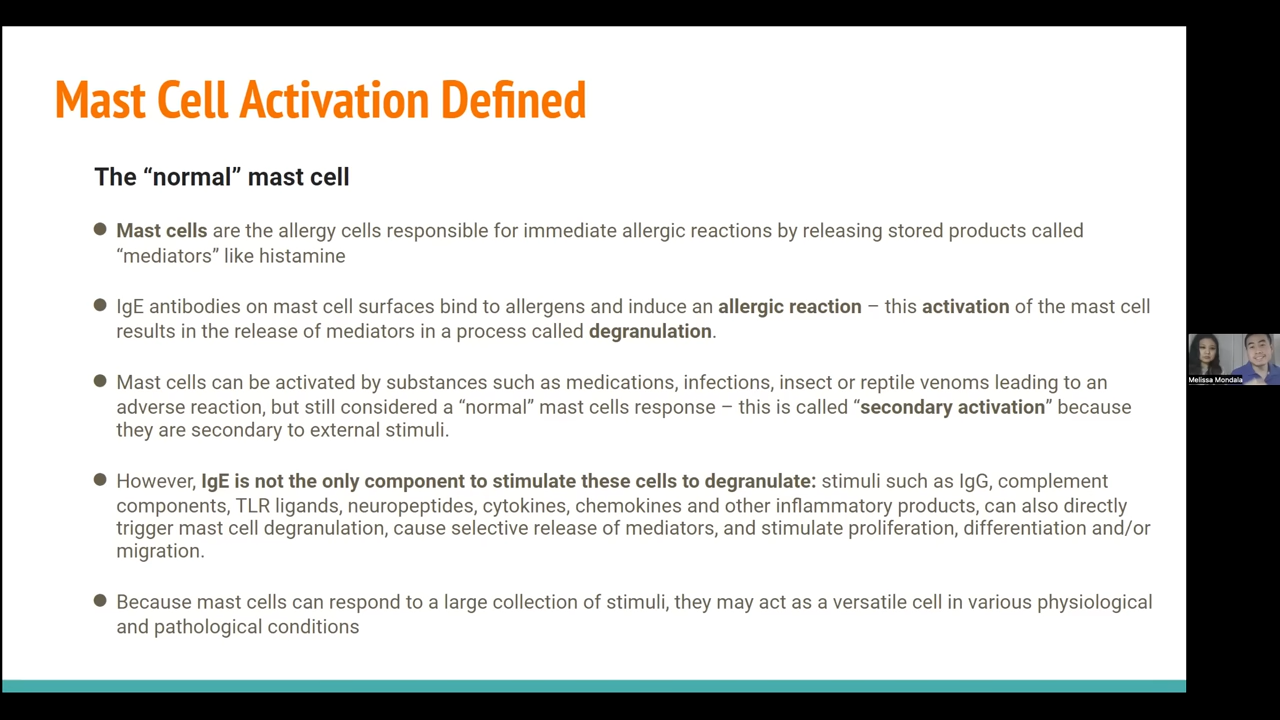 Mast Cell Activation Defined
The “normal” mast cell
● Mast cells are the allergy cells responsible for immediate allergic reactions by releasing stored products called
“mediators” like histamine
● IgE antibodies on mast cell surfaces bind to allergens and induce an allergic reaction – this activation of the mast cell
results in the release of mediators in a process called degranulation.
● Mast cells can be activated by substances such as medications, infections, insect or reptile venoms leading to an
adverse reaction, but still considered a “normal” mast cells response – this is called “secondary activation” because
they are secondary to external stimuli.
● However, IgE is not the only component to stimulate these cells to degranulate: stimuli such as IgG, complement
components, TLR ligands, neuropeptides, cytokines, chemokines and other inflammatory products, can also directly
trigger mast cell degranulation, cause selective release of mediators, and stimulate proliferation, differentiation and/or
migration.
● Because mast cells can respond to a large collection of stimuli, they may act as a versatile cell in various physiological
and pathological conditions
Melissa Mondala